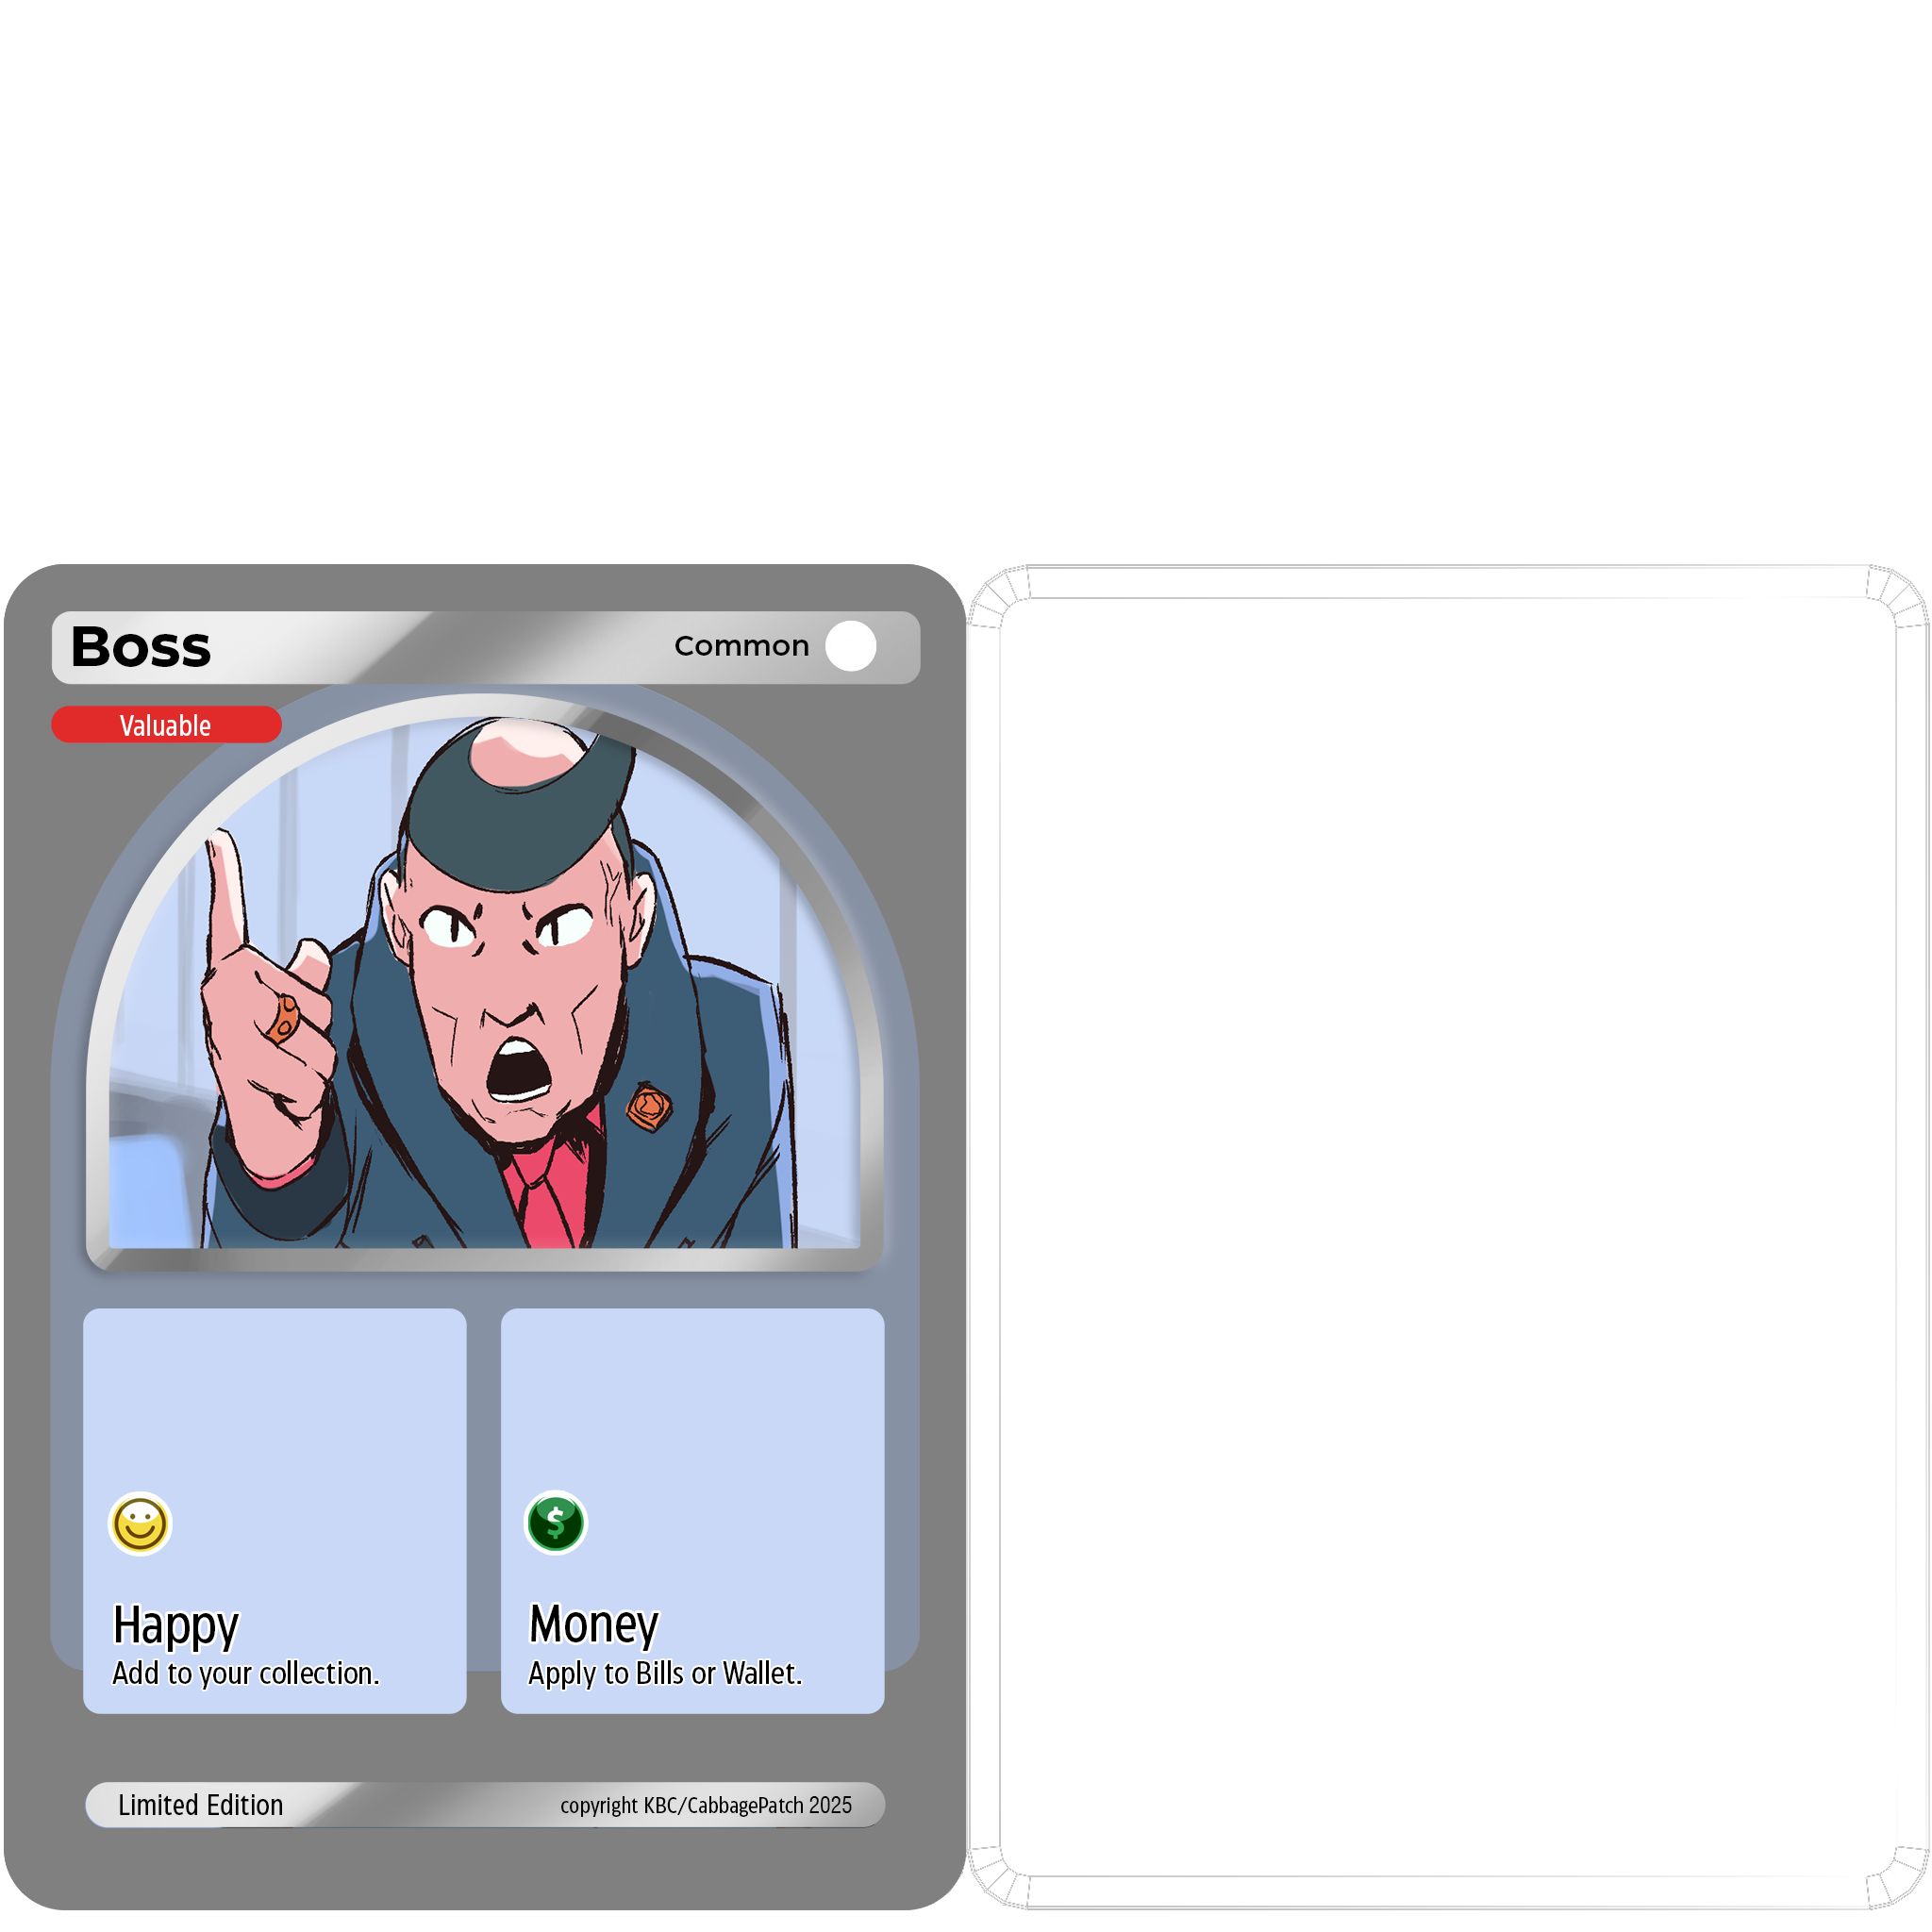 Boss
Common
Valuable
$
Happy
Add to your collection.
Money
Apply to Bills or Wallet.
Limited Edition
copyright KBC/CabbagePatch 2025